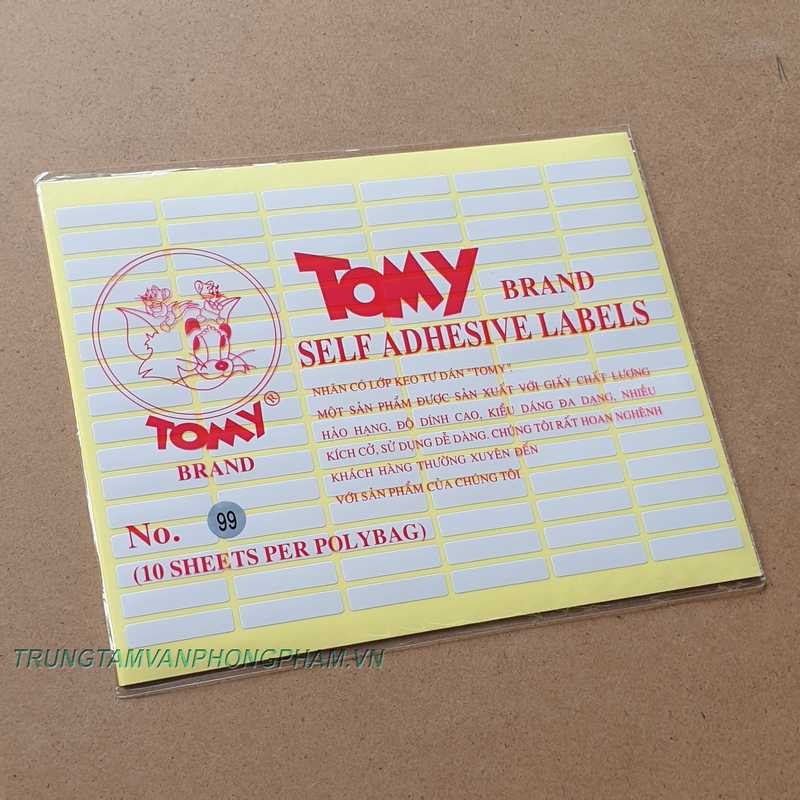 TOMY BRAND
SELF ADHESIVE LABELS
NHÃN CÓ LỚP KEO TỰ DÁN "TOMY".
MỘT SẢN PHẨM ĐƯỢC SẢN XUẤT VỚI GIẤY CHẤT LƯỢNG
HẢO HẠNG, ĐỘ DÍNH CAO, KIỂU DÁNG ĐA DẠNG, NHIỀU
KÍCH CỠ, SỬ DỤNG DỄ DÀNG. CHÚNG TÔI RẤT HOAN NGHÊNH
KHÁCH HÀNG THƯỜNG XUYÊN ĐẾN
VỚI SẢN PHẨM CỦA CHÚNG TÔI
TOMY®
BRAND
No. 99
(10 SHEETS PER POLYBAG)
TRUNGTAMVANPHONGPHAM.VN